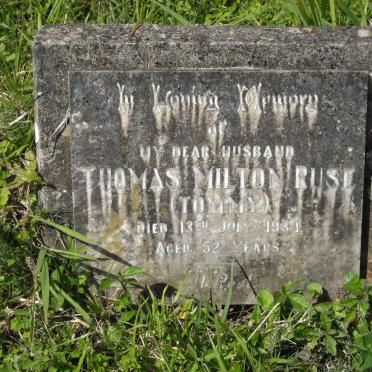 In Loving Memory
of
MY DEAR HUSBAND
THOMAS MILTON RUSE
(TOMMY)
DIED 13TH JULY 1934
AGED 52 YEARS